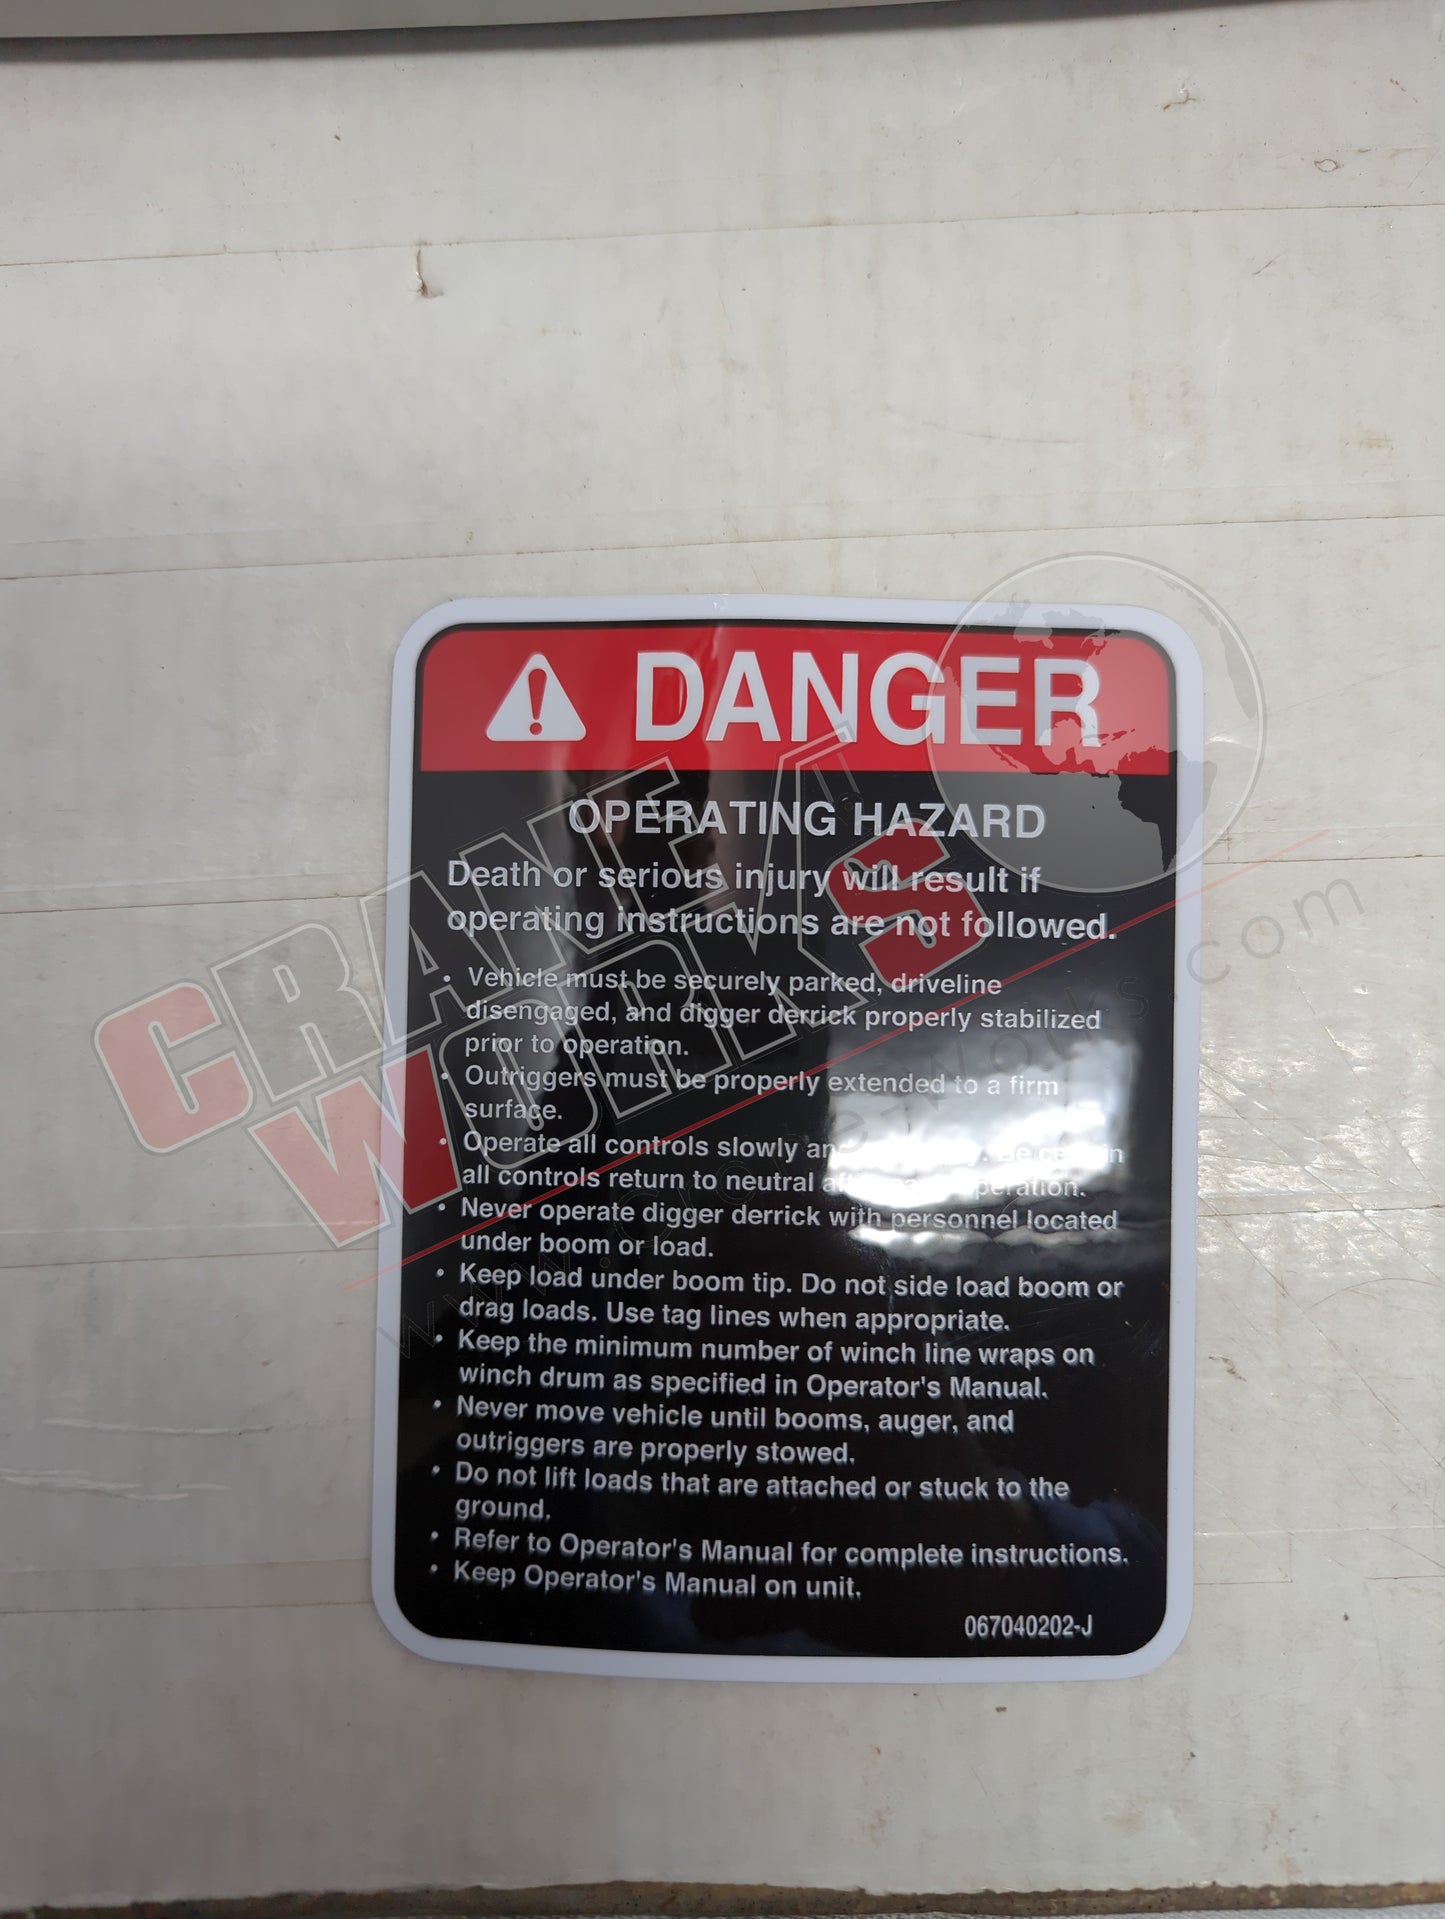 DANGER
OPERATING HAZARD
Death or serious injury will result if
operating instructions are not followed.
• Vehicle must be securely parked, driveline
disengaged, and digger derrick properly stabilized
prior to operation.
• Outriggers must be properly extended to a firm
surface.
• Operate all controls slowly Be
all controls return to neutral operation.
• Never operate digger derrick with personnel located
under boom or load.
• Keep load under boom tip. Do not side load boom or
drag loads. Use tag lines when appropriate.
• Keep the minimum number of winch line wraps on
winch drum as specified in Operator's Manual.
• Never move vehicle until booms, auger, and
outriggers are properly stowed.
• Do not lift loads that are attached or stuck to the
ground.
• Refer to Operator's Manual for complete instructions.
• Keep Operator's Manual on unit.
067040202-J
CRANE
WORKS
www.crane-works.com